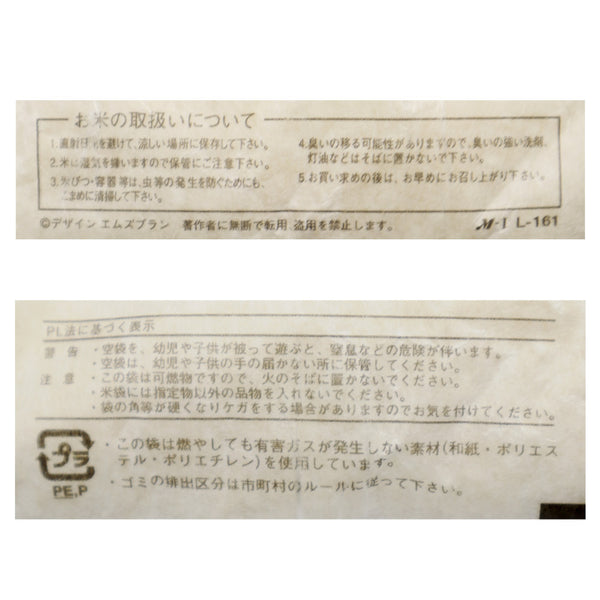 お米の取扱いについて
1.直射日光を避けて、涼しい場所に保存して下さい。
2.米は湿気を嫌いますので保管にご注意下さい。
3.米びつ・容器等は、虫等の発生を防ぐためにも、
こまめに清掃して下さい。
4.臭いの移る可能性がありますので、臭いの強い洗剤、
灯油などはそばに置かないで下さい。
5.お買い求めの後は、お早めにお召し上がり下さい。
©デザイン エムズプラン 著作者に無断で転用、盗用を禁ずる。
M-I L-161
PL法に基づく表示
警告 ・空袋を、幼児や子供が被って遊ぶと、窒息などの危険が伴います。
・空袋は、幼児や子供の手の届かない所に保管してください。
注意 ・この袋は可燃物ですので、火のそばに置かないでください。
・米袋には指定物以外の品物を入れないでください。
・袋の角等が硬くなりケガをする場合がありますのでお気を付けてください。
プラ
PE,P
・この袋は燃やしても有害ガスが発生しない素材(和紙・ポリエス
テル・ポリエチレン)を使用しています。
・ゴミの排出区分は市町村のルールに従って下さい。